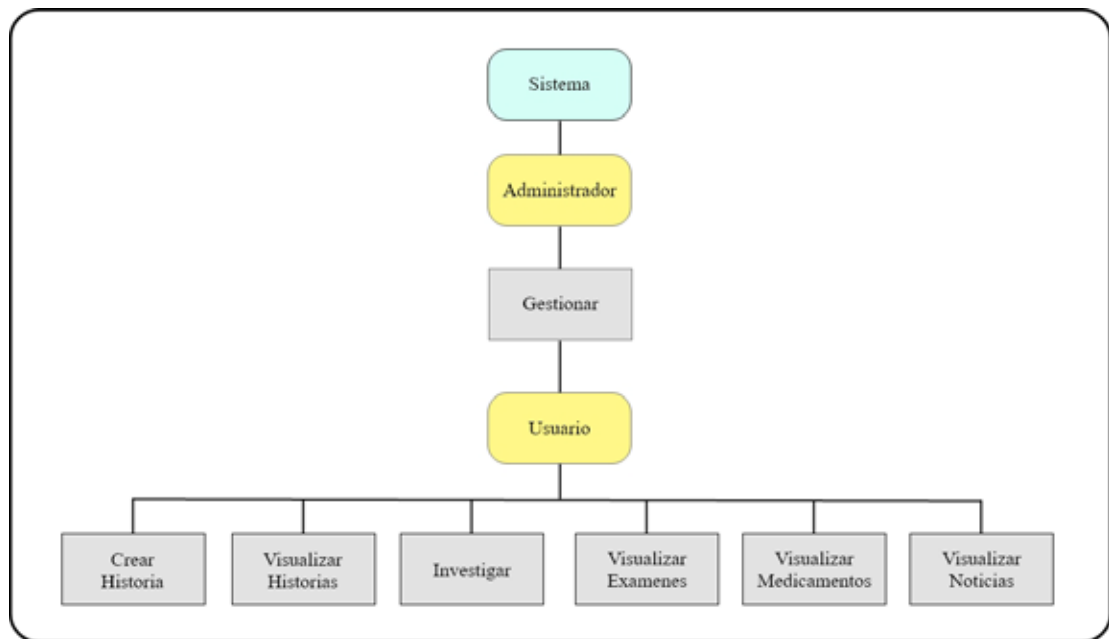 Sistema
Administrador
Gestionar
Usuario
Crear
Historia
Visualizar
Historias
Investigar
Visualizar
Examenes
Visualizar
Medicamentos
Visualizar
Noticias